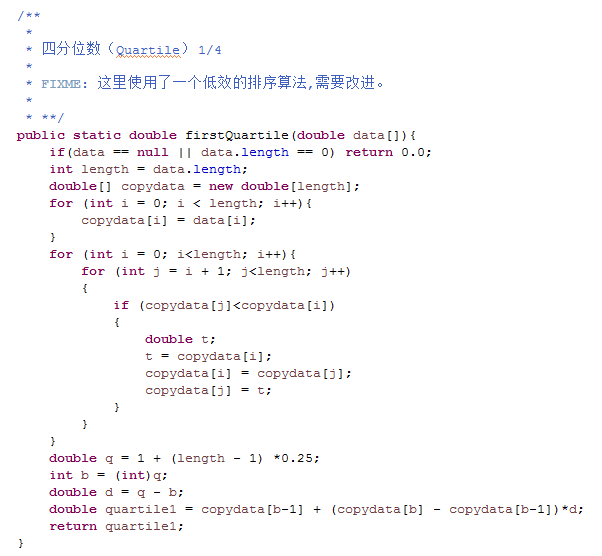 /**
 *
 * 四分位数（Quartile）1/4
 *
 * FIXME: 这里使用了一个低效的排序算法,需要改进。
 *
 * **/
public static double firstQuartile(double data[]){
    if(data == null || data.length == 0) return 0.0;
    int length = data.length;
    double[] copydata = new double[length];
    for (int i = 0; i < length; i++){
        copydata[i] = data[i];
    }
    for (int i = 0; i<length; i++){
        for (int j = i + 1; j<length; j++)
        {
            if (copydata[j]<copydata[i])
            {
                double t;
                t = copydata[i];
                copydata[i] = copydata[j];
                copydata[j] = t;
            }
        }
    }
    double q = 1 + (length - 1) *0.25;
    int b = (int)q;
    double d = q - b;
    double quartile1 = copydata[b-1] + (copydata[b] - copydata[b-1])*d;
    return quartile1;
}